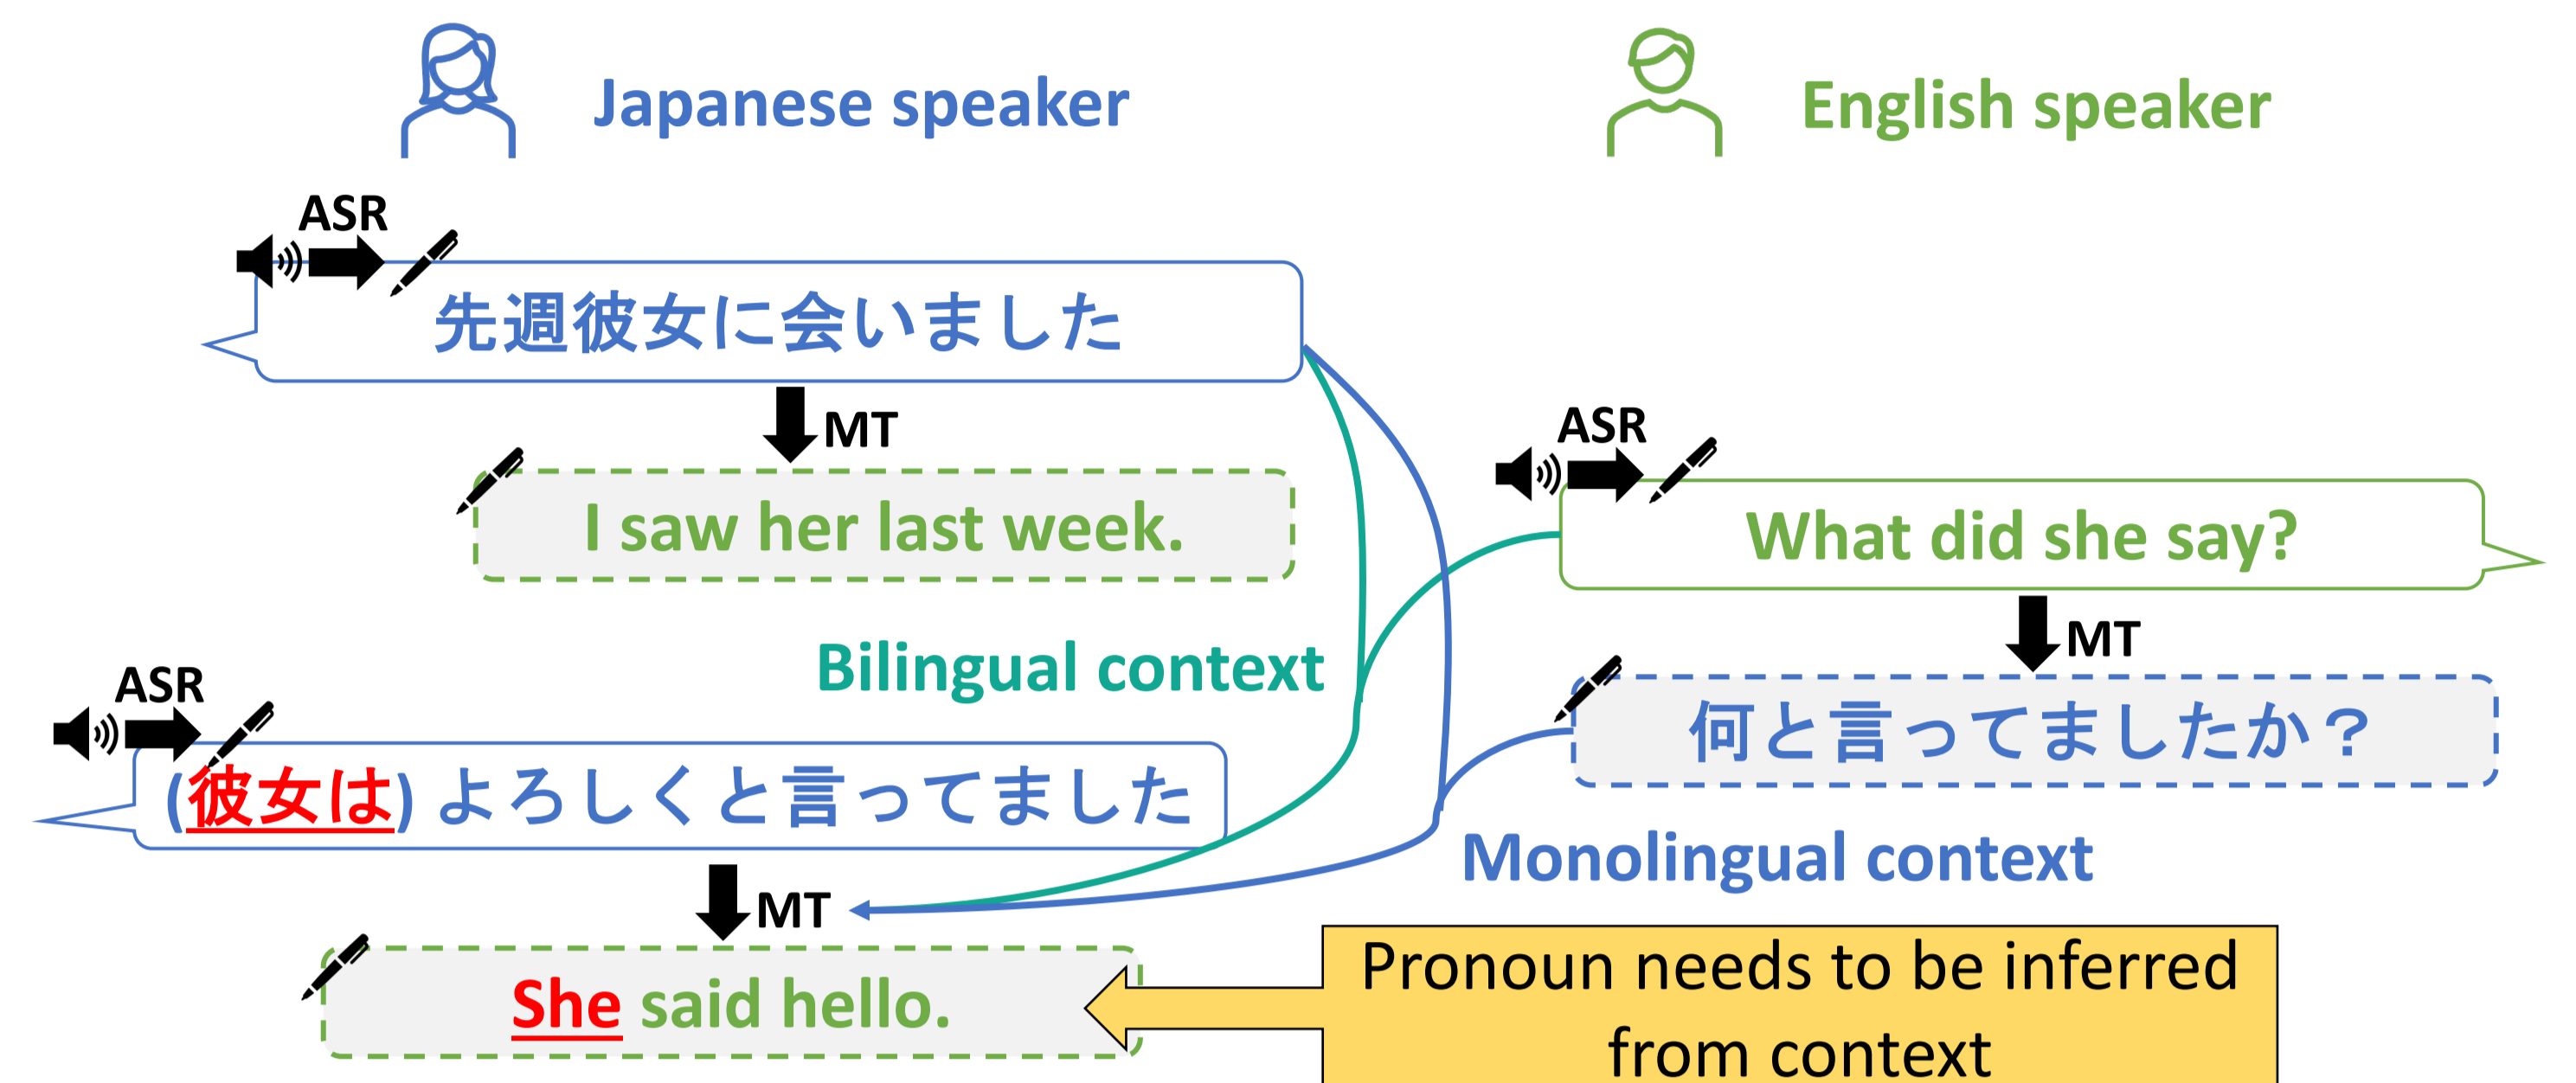 Japanese speaker
English speaker
ASR
先週彼女に会いました
MT
I saw her last week.
ASR
What did she say?
MT
何と言ってましたか？
Bilingual context
ASR
(彼女は) よろしくと言ってました
Monolingual context
MT
She said hello.
Pronoun needs to be inferred
from context